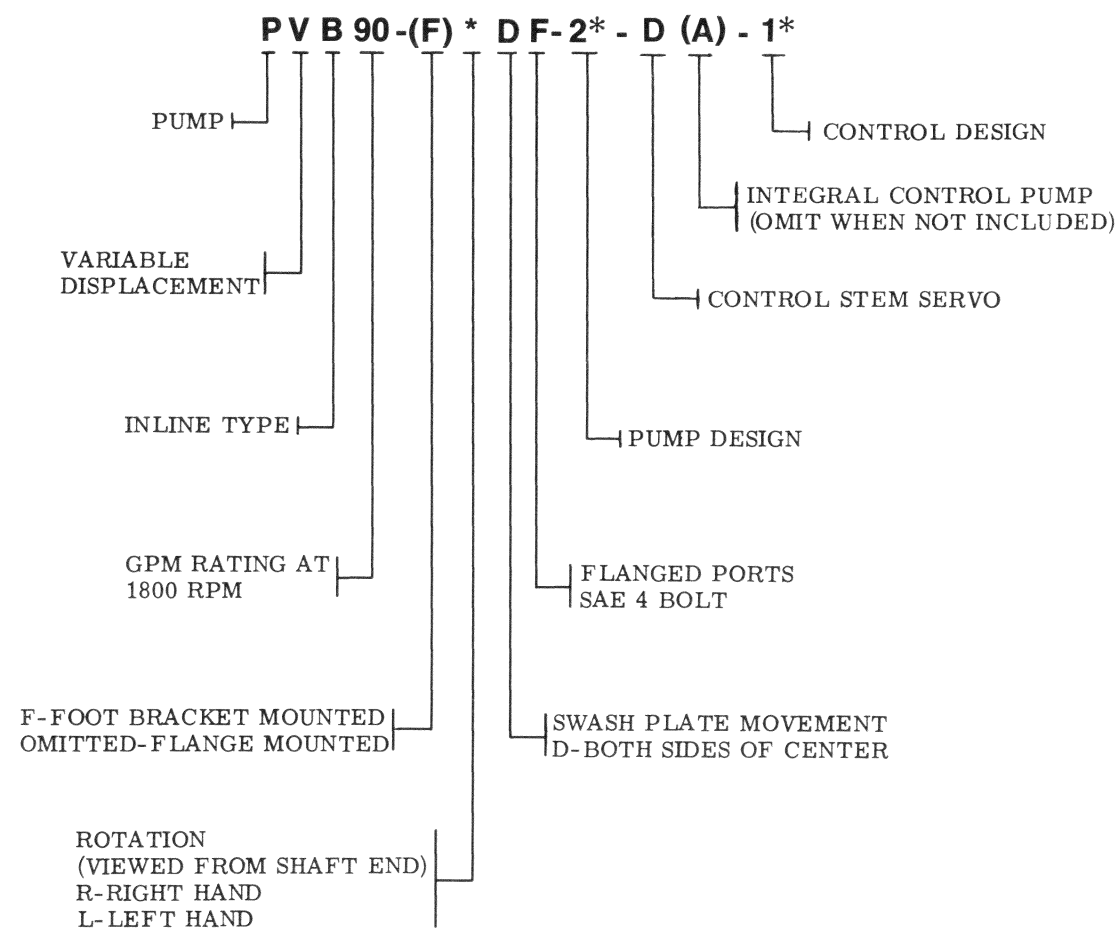 PVB90-(F)*DF-2*-D(A)-1*
PUMP
CONTROL DESIGN
INTEGRAL CONTROL PUMP
(OMIT WHEN NOT INCLUDED)
VARIABLE
DISPLACEMENT
CONTROL STEM SERVO
INLINE TYPE
PUMP DESIGN
GPM RATING AT
1800 RPM
FLANGED PORTS
SAE 4 BOLT
F-FOOT BRACKET MOUNTED
OMITTED-FLANGE MOUNTED
SWASH PLATE MOVEMENT
D-BOTH SIDES OF CENTER
ROTATION
(VIEWED FROM SHAFT END)
R-RIGHT HAND
L-LEFT HAND